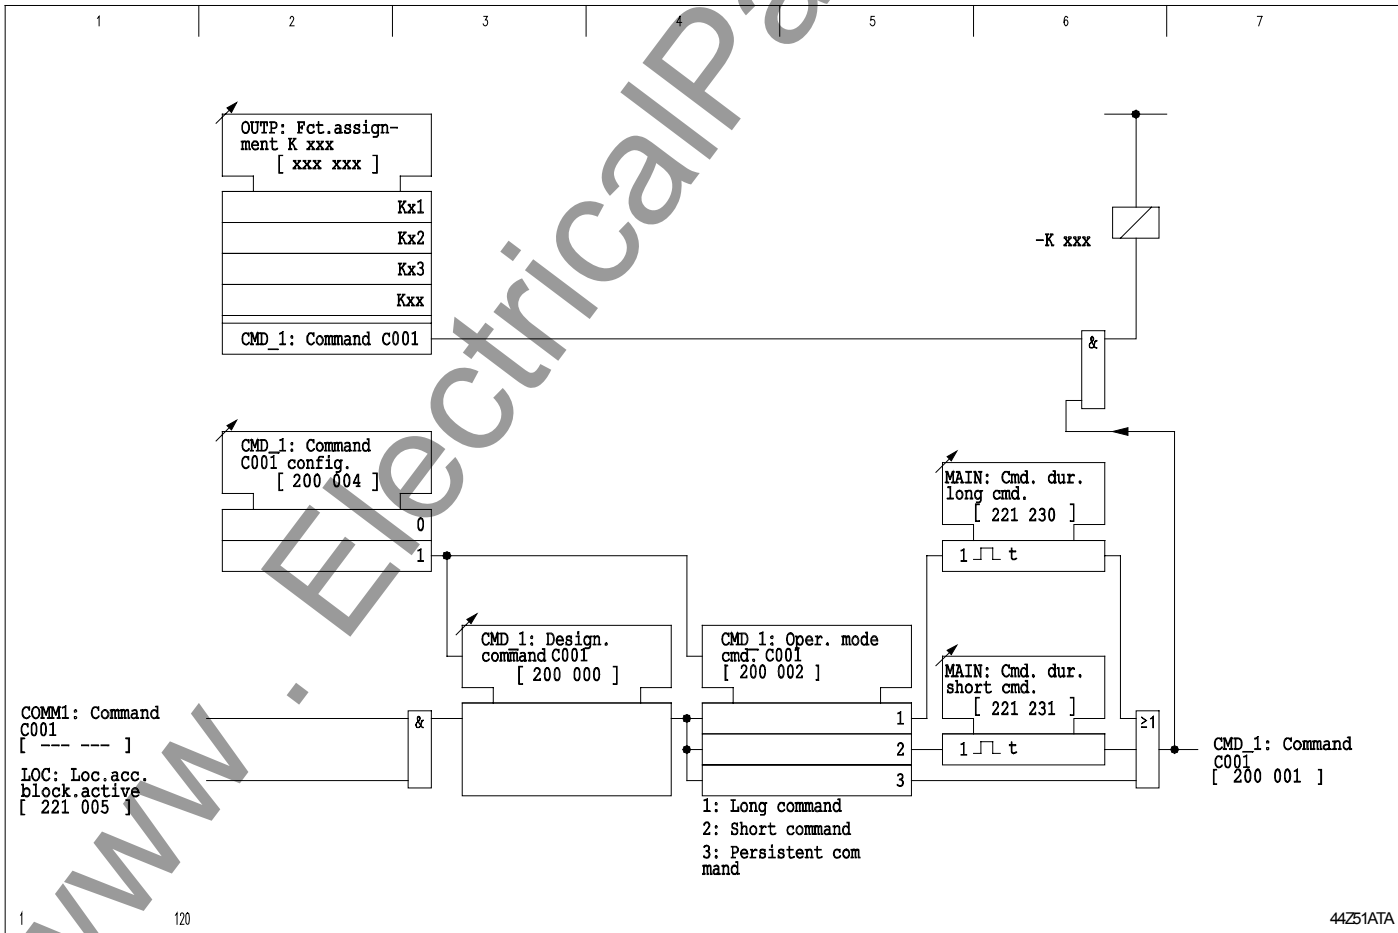 1 2 3 4 5 6 7
OUTP: Fct.assign-
ment K xxx
[ xxx xxx ]
Kx1
Kx2
Kx3
Kxx
CMD_1: Command C001
-K xxx
&
CMD_1: Command
C001 config.
[ 200 004 ]
0
1
MAIN: Cmd. dur.
long cmd.
[ 221 230 ]
1 t
CMD_1: Design.
command C001
[ 200 000 ]
CMD_1: Oper. mode
cmd. C001
[ 200 002 ]
MAIN: Cmd. dur.
short cmd.
[ 221 231 ]
1 t
COMM1: Command
C001
[ --- --- ]
LOC: Loc.acc.
block.active
[ 221 005 ]
&
1
2
3
≥1
CMD_1: Command
C001
[ 200 001 ]
1: Long command
2: Short command
3: Persistent com
mand
1 120
44Z51ATA
www . ElectricalPa